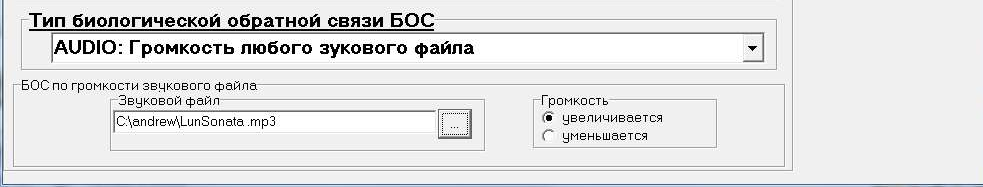 Тип биологической обратной связи БОС
AUDIO: Громкость любого зукового файла
БОС по громкости звукового файла
Звуковой файл
C:\andrew\LunSonata.mp3
...
Громкость
увеличивается
уменьшается